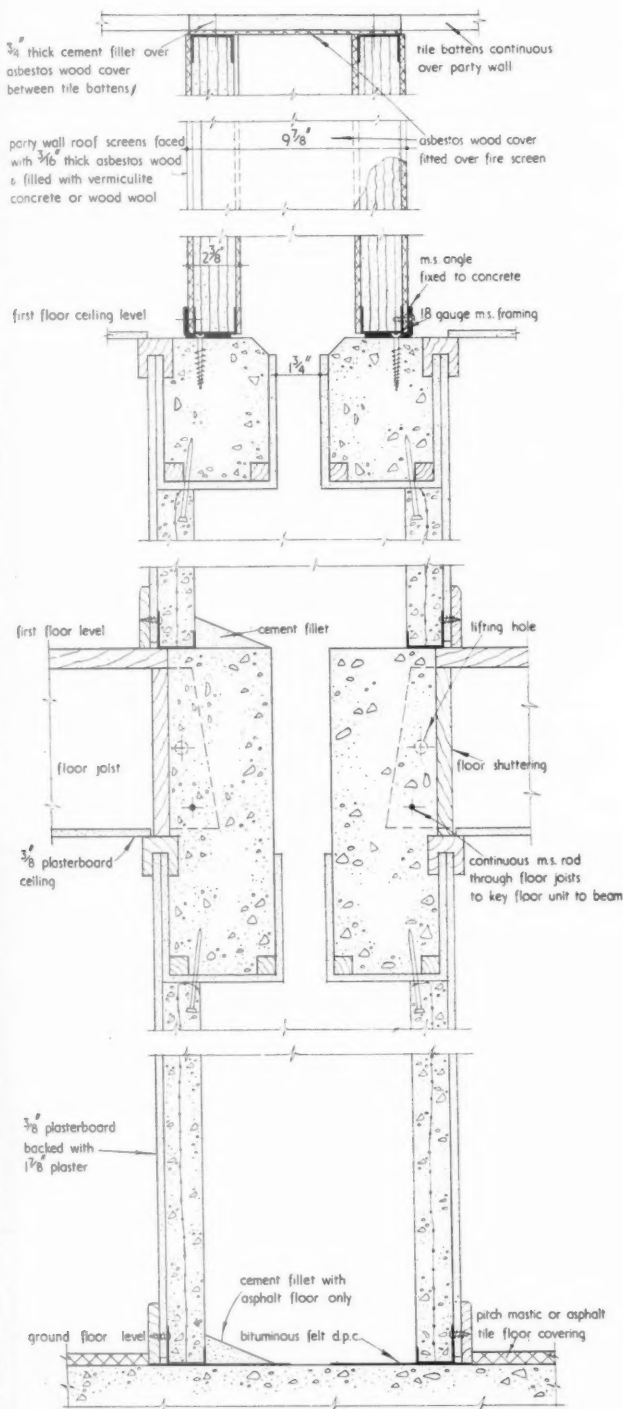 3/4" thick cement fillet over
asbestos wood cover
between tile battens
tile battens continuous
over party wall
party wall roof screens faced
with 3/16" thick asbestos wood
& filled with vermiculite
concrete or wood wool
9 7/8"
asbestos wood cover
fitted over fire screen
2 3/8"
m.s. angle
fixed to concrete
first floor ceiling level
18 gauge m.s. framing
1 3/4"
first floor level
cement fillet
lifting hole
floor joist
floor shuttering
3/8" plasterboard
ceiling
continuous m.s. rod
through floor joists
to key floor unit to beam
3/8" plasterboard
backed with
1 7/8" plaster
cement fillet with
asphalt floor only
ground floor level
bituminous felt d.p.c.
pitch mastic or asphalt
tile floor covering